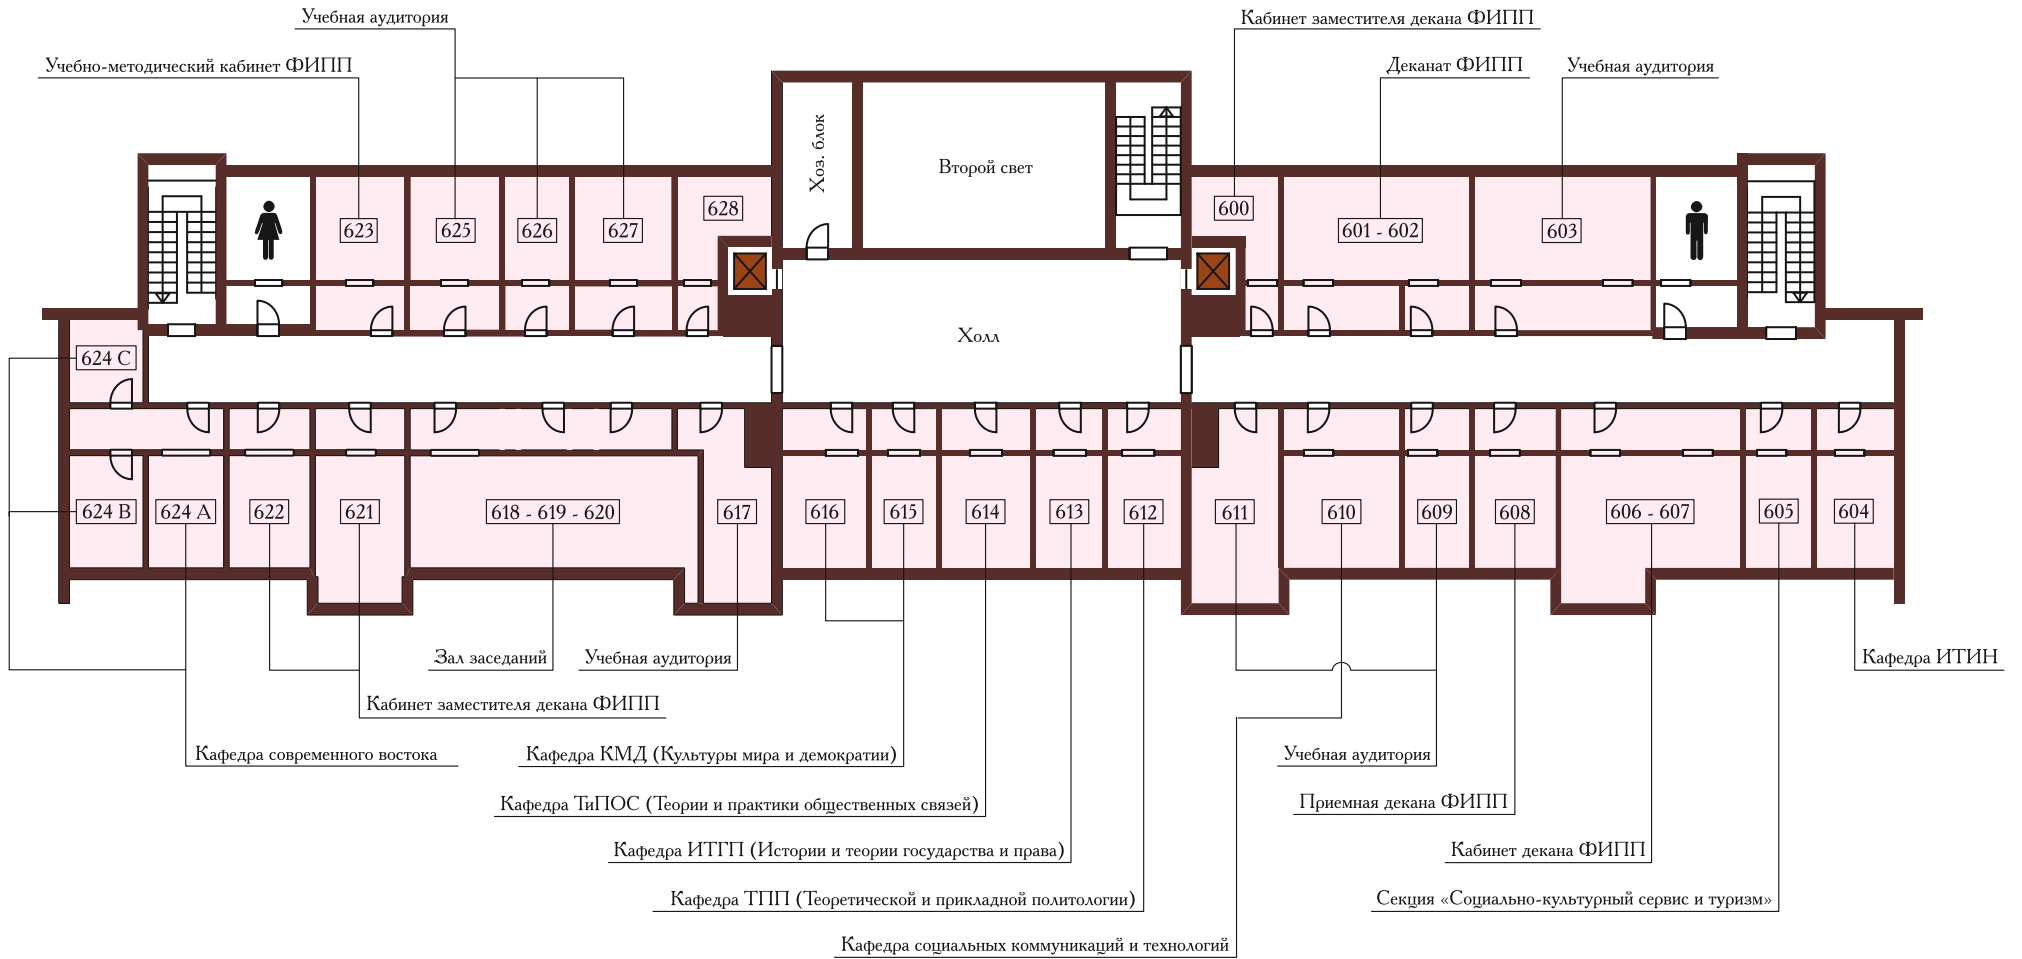 Учебная аудитория
Кабинет заместителя декана ФИПП
Учебно-методический кабинет ФИПП
Деканат ФИПП
Учебная аудитория
Хоз. блок
Второй свет
628
600
623
625
626
627
601 - 602
603
Холл
624 С
624 В
624 А
622
621
618 - 619 - 620
617
616
615
614
613
612
611
610
609
608
606 - 607
605
604
Зал заседаний
Учебная аудитория
Кафедра ИТИН
Кабинет заместителя декана ФИПП
Кафедра современного востока
Кафедра КМД (Культуры мира и демократии)
Учебная аудитория
Кафедра ТиПОС (Теории и практики общественных связей)
Приемная декана ФИПП
Кафедра ИТГП (Истории и теории государства и права)
Кабинет декана ФИПП
Кафедра ТПП (Теоретической и прикладной политологии)
Секция «Социально-культурный сервис и туризм»
Кафедра социальных коммуникаций и технологий